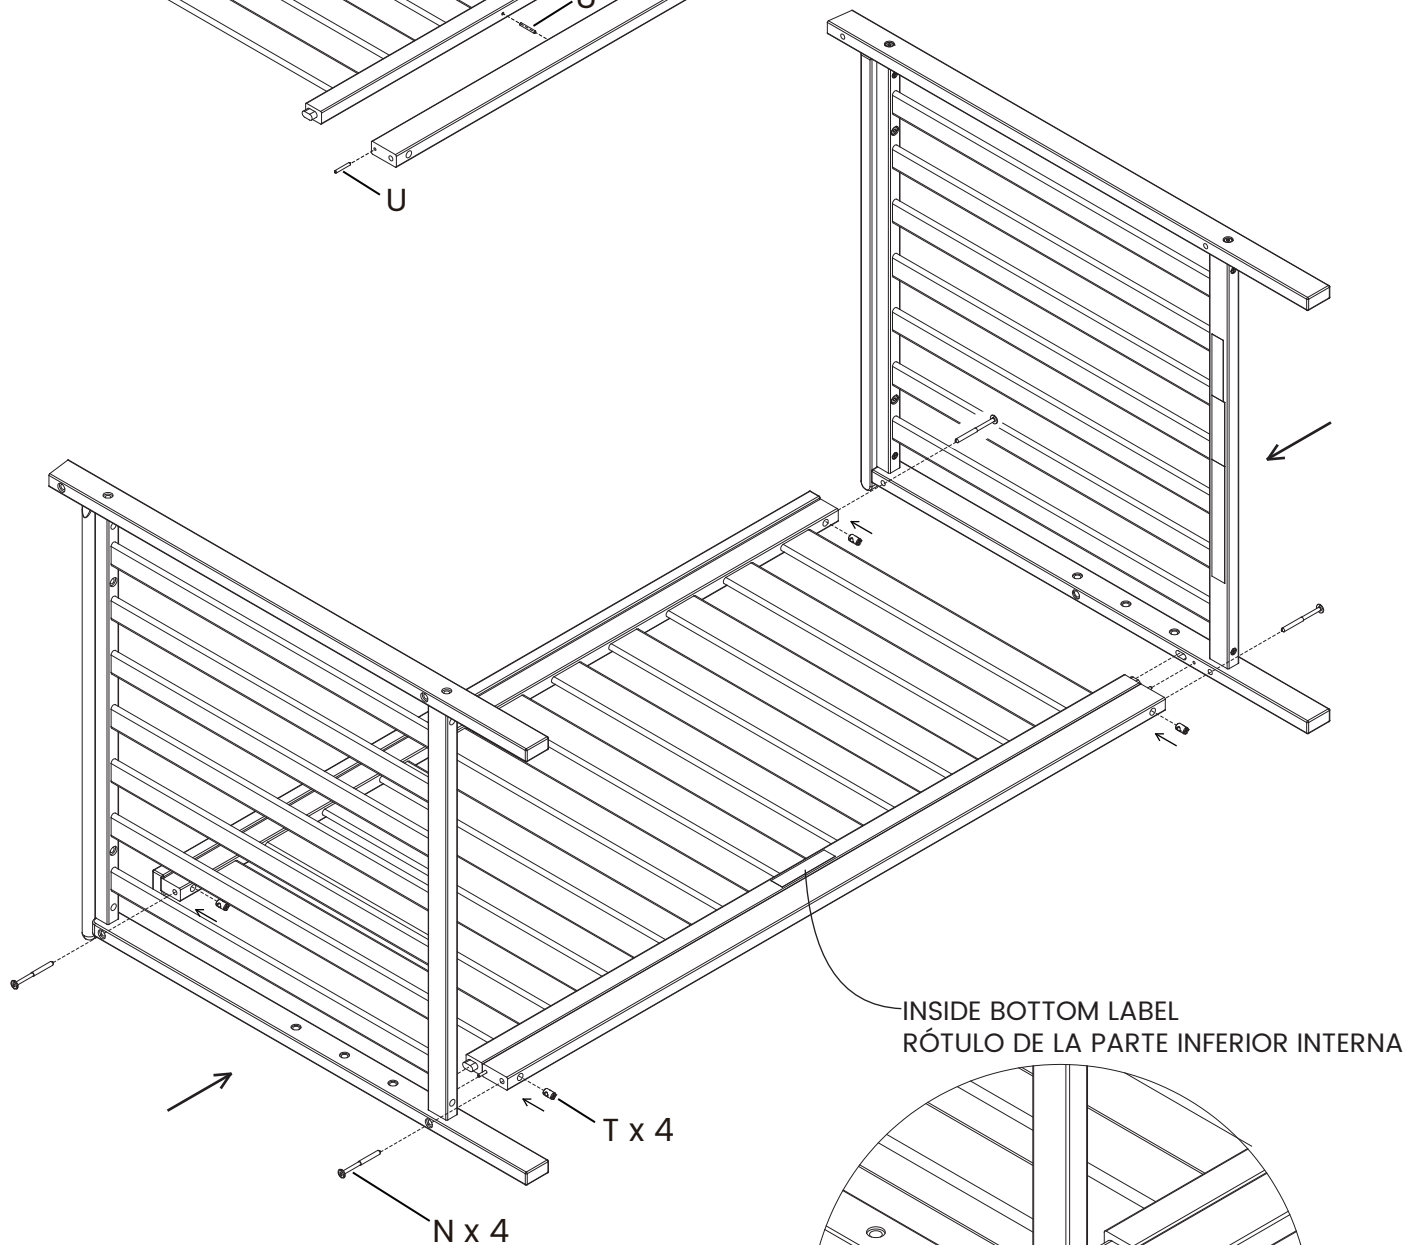 U
INSIDE BOTTOM LABEL
RÓTULO DE LA PARTE INFERIOR INTERNA
T x 4
N x 4